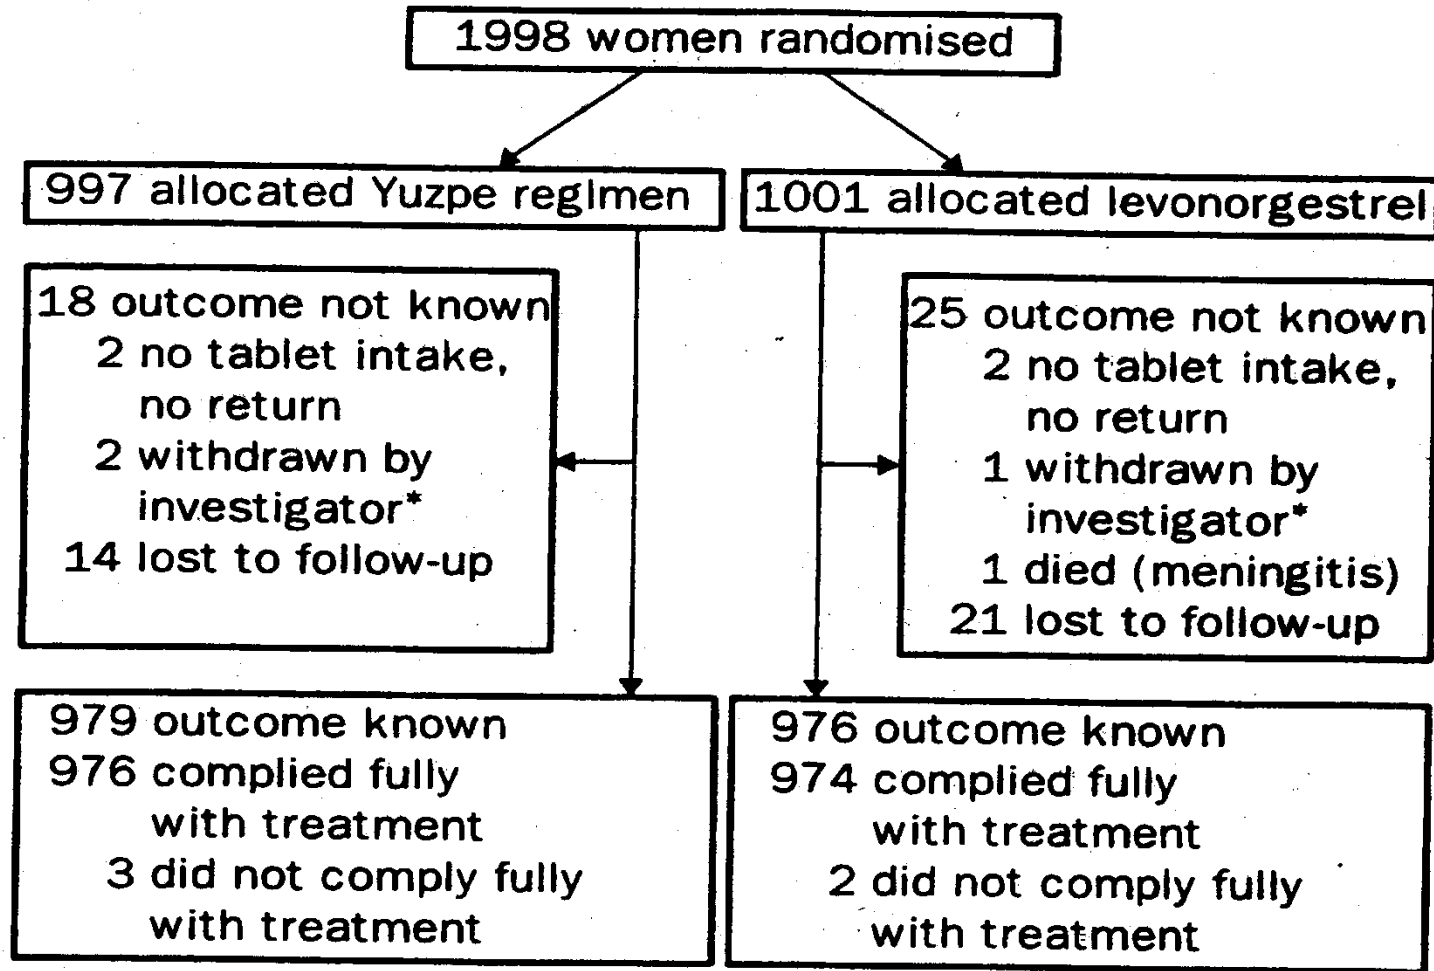 1998 women randomised
997 allocated Yuzpe regimen
1001 allocated levonorgestrel
18 outcome not known
2 no tablet intake,
no return
2 withdrawn by
investigator*
14 lost to follow-up
25 outcome not known
2 no tablet intake,
no return
1 withdrawn by
investigator*
1 died (meningitis)
21 lost to follow-up
979 outcome known
976 complied fully
with treatment
3 did not comply fully
with treatment
976 outcome known
974 complied fully
with treatment
2 did not comply fully
with treatment